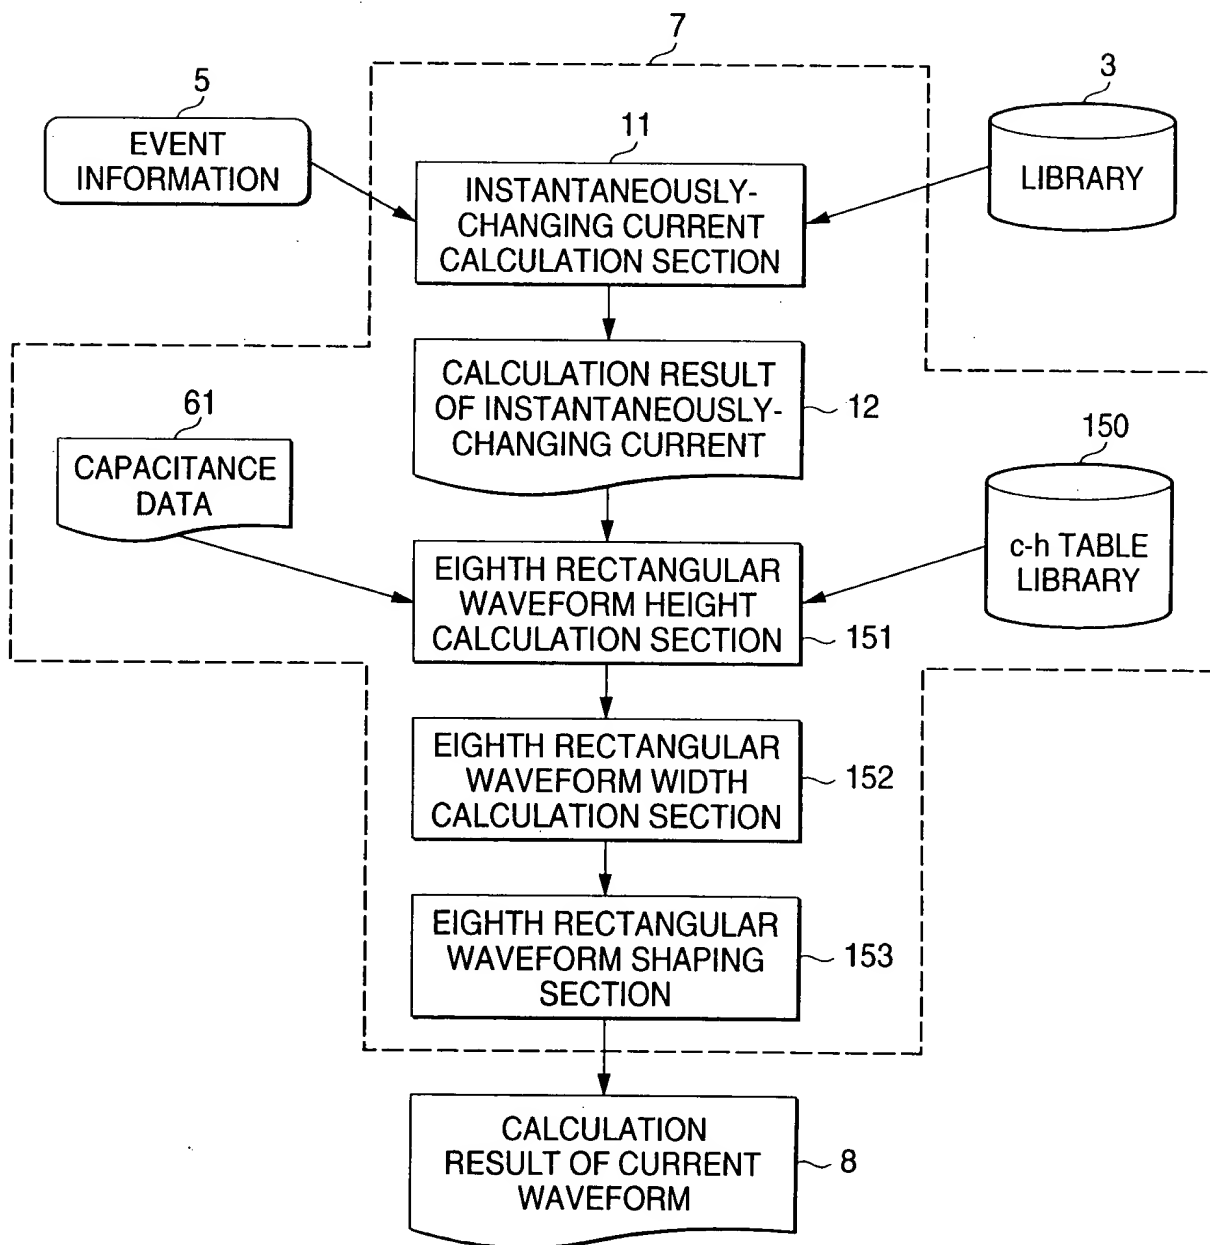 7
5
EVENT
INFORMATION
3
LIBRARY
11
INSTANTANEOUSLY-
CHANGING CURRENT
CALCULATION SECTION
CALCULATION RESULT
OF INSTANTANEOUSLY-
CHANGING CURRENT
12
61
CAPACITANCE
DATA
150
c-h TABLE
LIBRARY
EIGHTH RECTANGULAR
WAVEFORM HEIGHT
CALCULATION SECTION
151
EIGHTH RECTANGULAR
WAVEFORM WIDTH
CALCULATION SECTION
152
EIGHTH RECTANGULAR
WAVEFORM SHAPING
SECTION
153
CALCULATION
RESULT OF CURRENT
WAVEFORM
8